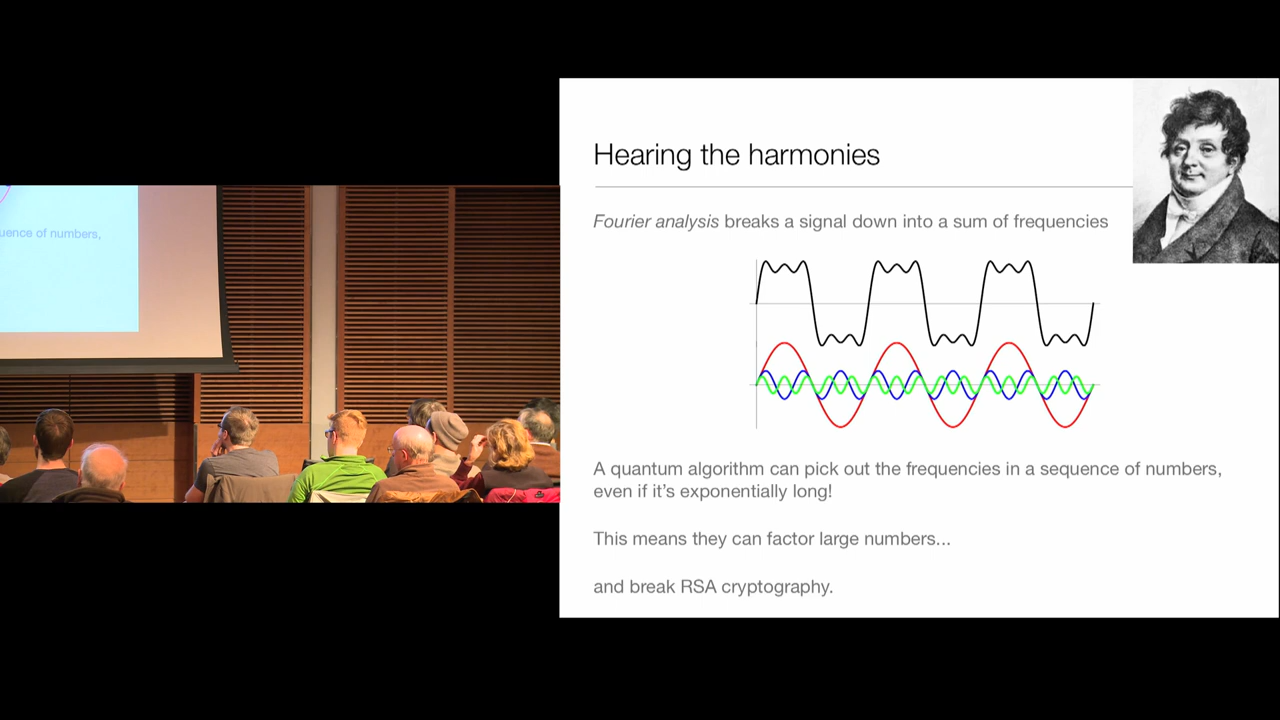 uence of numbers,
Hearing the harmonies
Fourier analysis breaks a signal down into a sum of frequencies
A quantum algorithm can pick out the frequencies in a sequence of numbers,
even if it's exponentially long!
This means they can factor large numbers...
and break RSA cryptography.